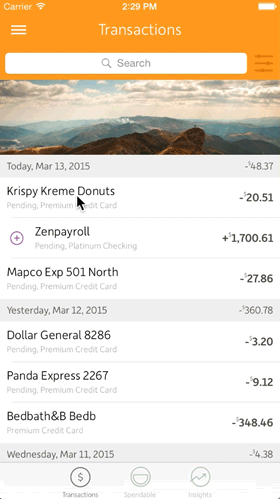 Carrier 2:29 PM
Transactions
Search
Today, Mar 13, 2015 -$48.37
Krispy Kreme Donuts -$20.51
Pending, Premium Credit Card
Zenpayroll +$1,700.61
Pending, Platinum Checking
Mapco Exp 501 North -$27.86
Pending, Premium Credit Card
Yesterday, Mar 12, 2015 -$360.78
Dollar General 8286 -$3.20
Pending, Premium Credit Card
Panda Express 2267 -$9.12
Pending, Premium Credit Card
Bedbath&B Bedb -$348.46
Premium Credit Card
Wednesday, Mar 11, 2015 -$4.38
$
Transactions Spendable Insights